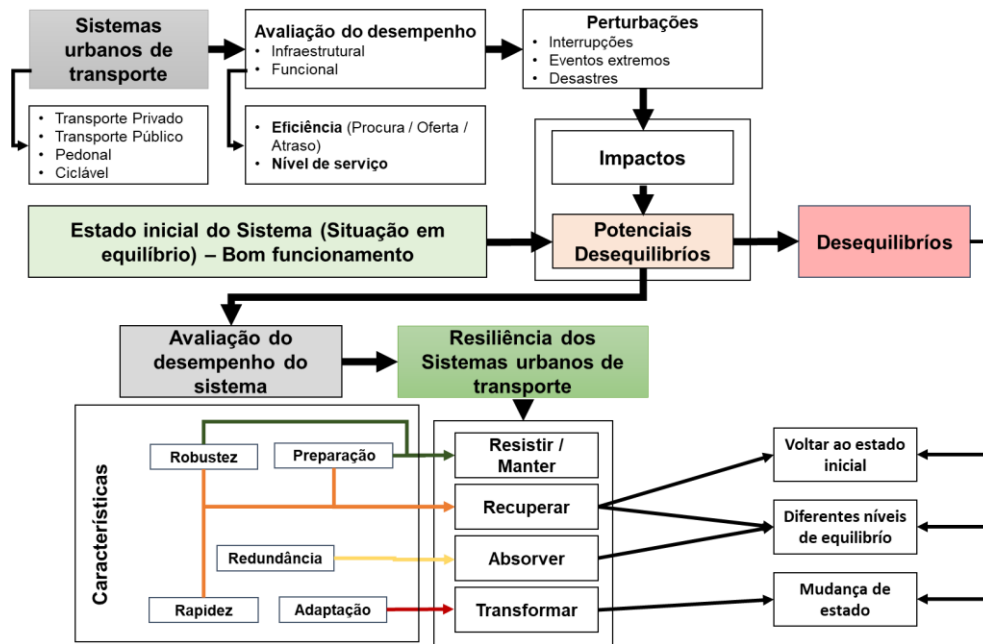 Sistemas
urbanos de
transporte
Avaliação do desempenho
• Infraestrutural
• Funcional
Perturbações
• Interrupções
• Eventos extremos
• Desastres
• Transporte Privado
• Transporte Público
• Pedonal
• Ciclável
• Eficiência (Procura / Oferta /
Atraso)
• Nível de serviço
Impactos
Estado inicial do Sistema (Situação em
equilíbrio) – Bom funcionamento
Potenciais
Desequilibríos
Desequilibríos
Avaliação do
desempenho do
sistema
Resiliência dos
Sistemas urbanos de
transporte
Características
Robustez
Preparação
Redundância
Rapidez
Adaptação
Resistir /
Manter
Recuperar
Absorver
Transformar
Voltar ao estado
inicial
Diferentes níveis
de equilibrío
Mudança de
estado